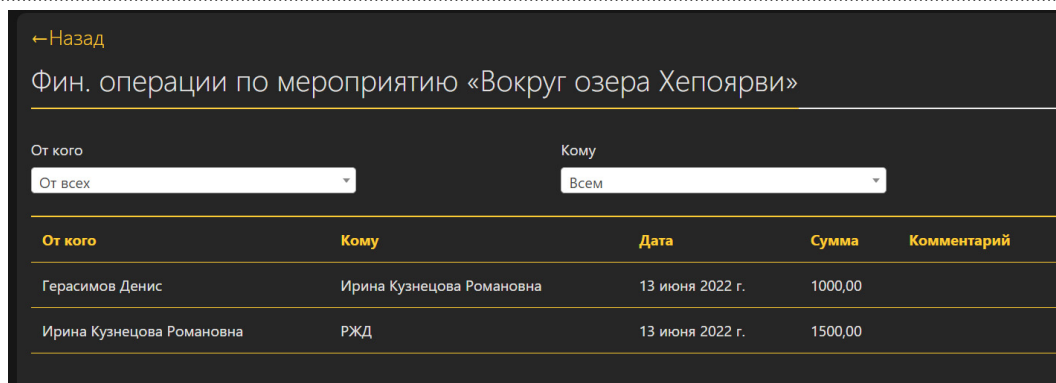 ←Назад
Фин. операции по мероприятию «Вокруг озера Хепоярви»
От кого Кому
От всех Всем
От кого Кому Дата Сумма Комментарий
Герасимов Денис Ирина Кузнецова Романовна 13 июня 2022 г. 1000,00
Ирина Кузнецова Романовна РЖД 13 июня 2022 г. 1500,00